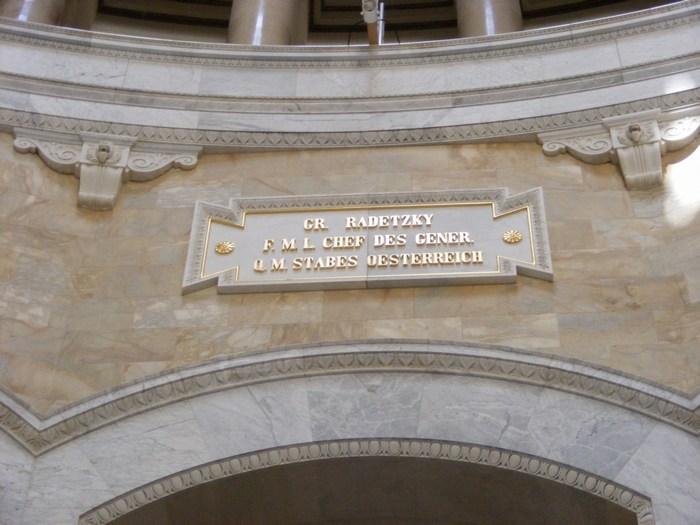 GR. RADETZKY
F. M. L. CHEF DES GENER.
Q. M. STABES OESTERREICH